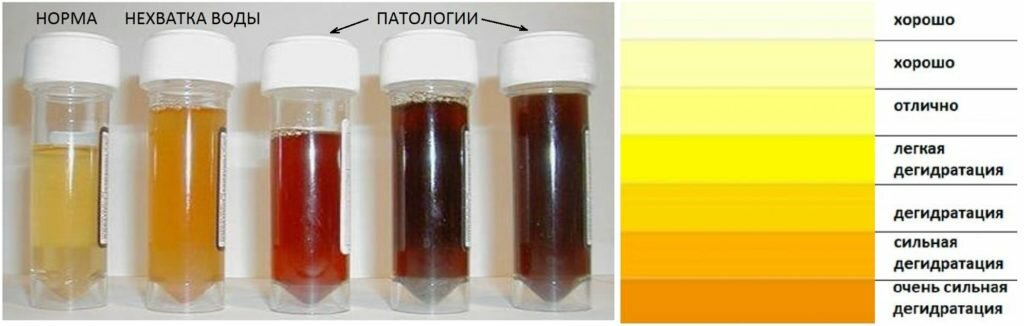 НОРМА
НЕХВАТКА ВОДЫ
ПАТОЛОГИИ
хорошо
хорошо
отлично
легкая
дегидратация
дегидратация
сильная
дегидратация
очень сильная
дегидратация